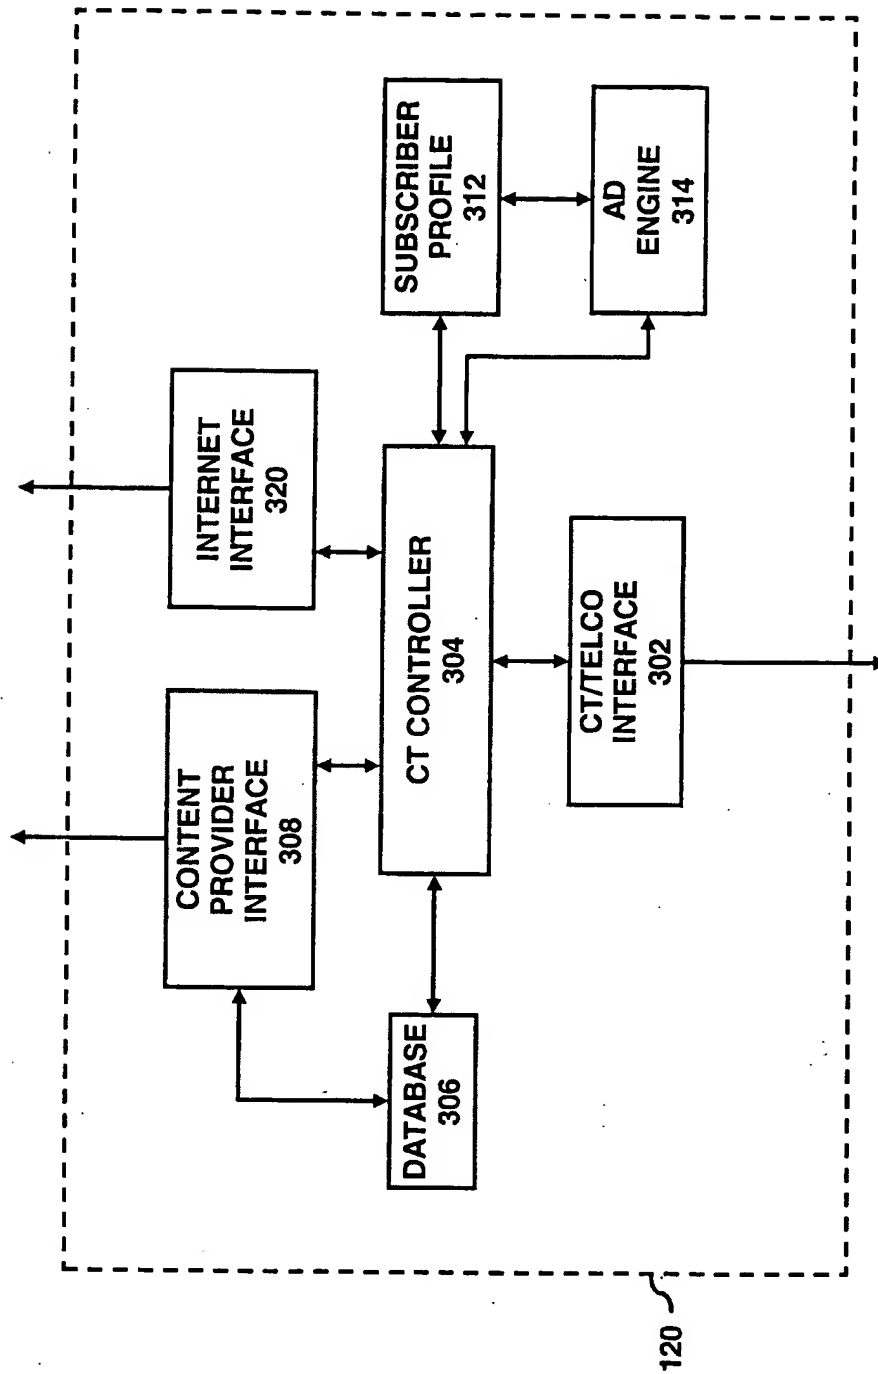 CONTENT
PROVIDER
INTERFACE
308
INTERNET
INTERFACE
320
DATABASE
306
CT CONTROLLER
304
SUBSCRIBER
PROFILE
312
CT/TELCO
INTERFACE
302
AD
ENGINE
314
120